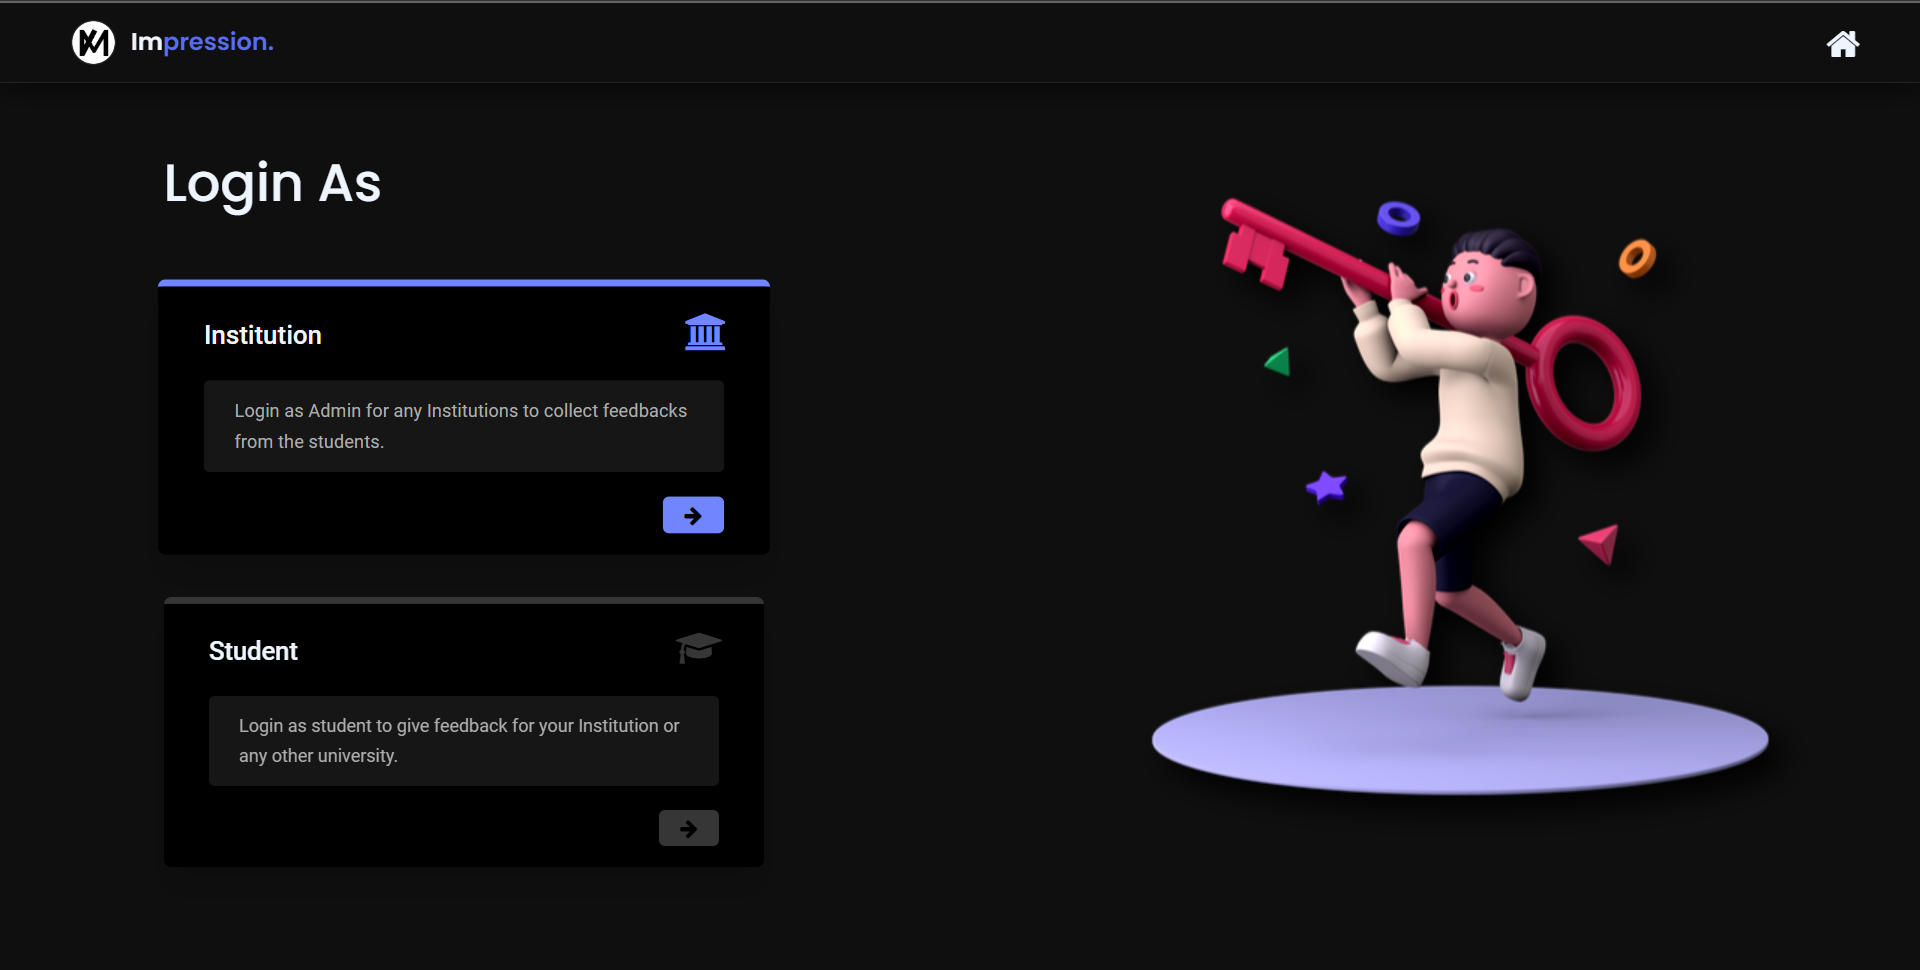 Impression.
Login As
Institution
Login as Admin for any Institutions to collect feedbacks
from the students.
Student
Login as student to give feedback for your Institution or
any other university.